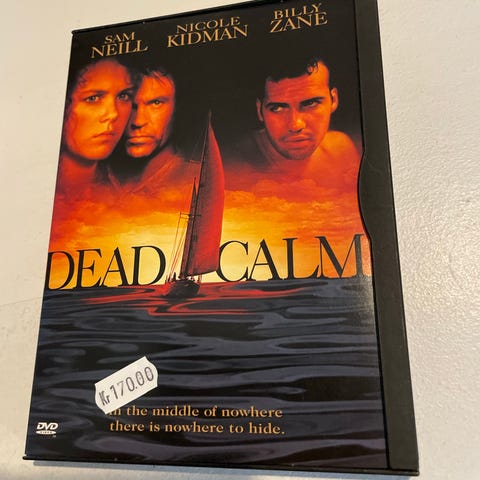 SAM
NEILL
NICOLE
KIDMAN
BILLY
ZANE
DEAD CALM
Kr 170.00
in the middle of nowhere
there is nowhere to hide.
DVD
VIDEO